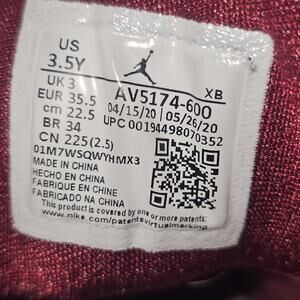 US
3.5Y
XB
UK 3
AV5174-600
EUR 35.5
04/15/20 05/26/20
cm 22.5
UPC 00194498070352
BR 34
CN 225(2.5)
01M7WSQWYHMX3
MADE IN CHINA
HECHO EN CHINA
FABRIQUE EN CHINE
FABRICADO NA CHINA
This product is covered by one or more patents.
www.nike.com/patentsvirtualmarking